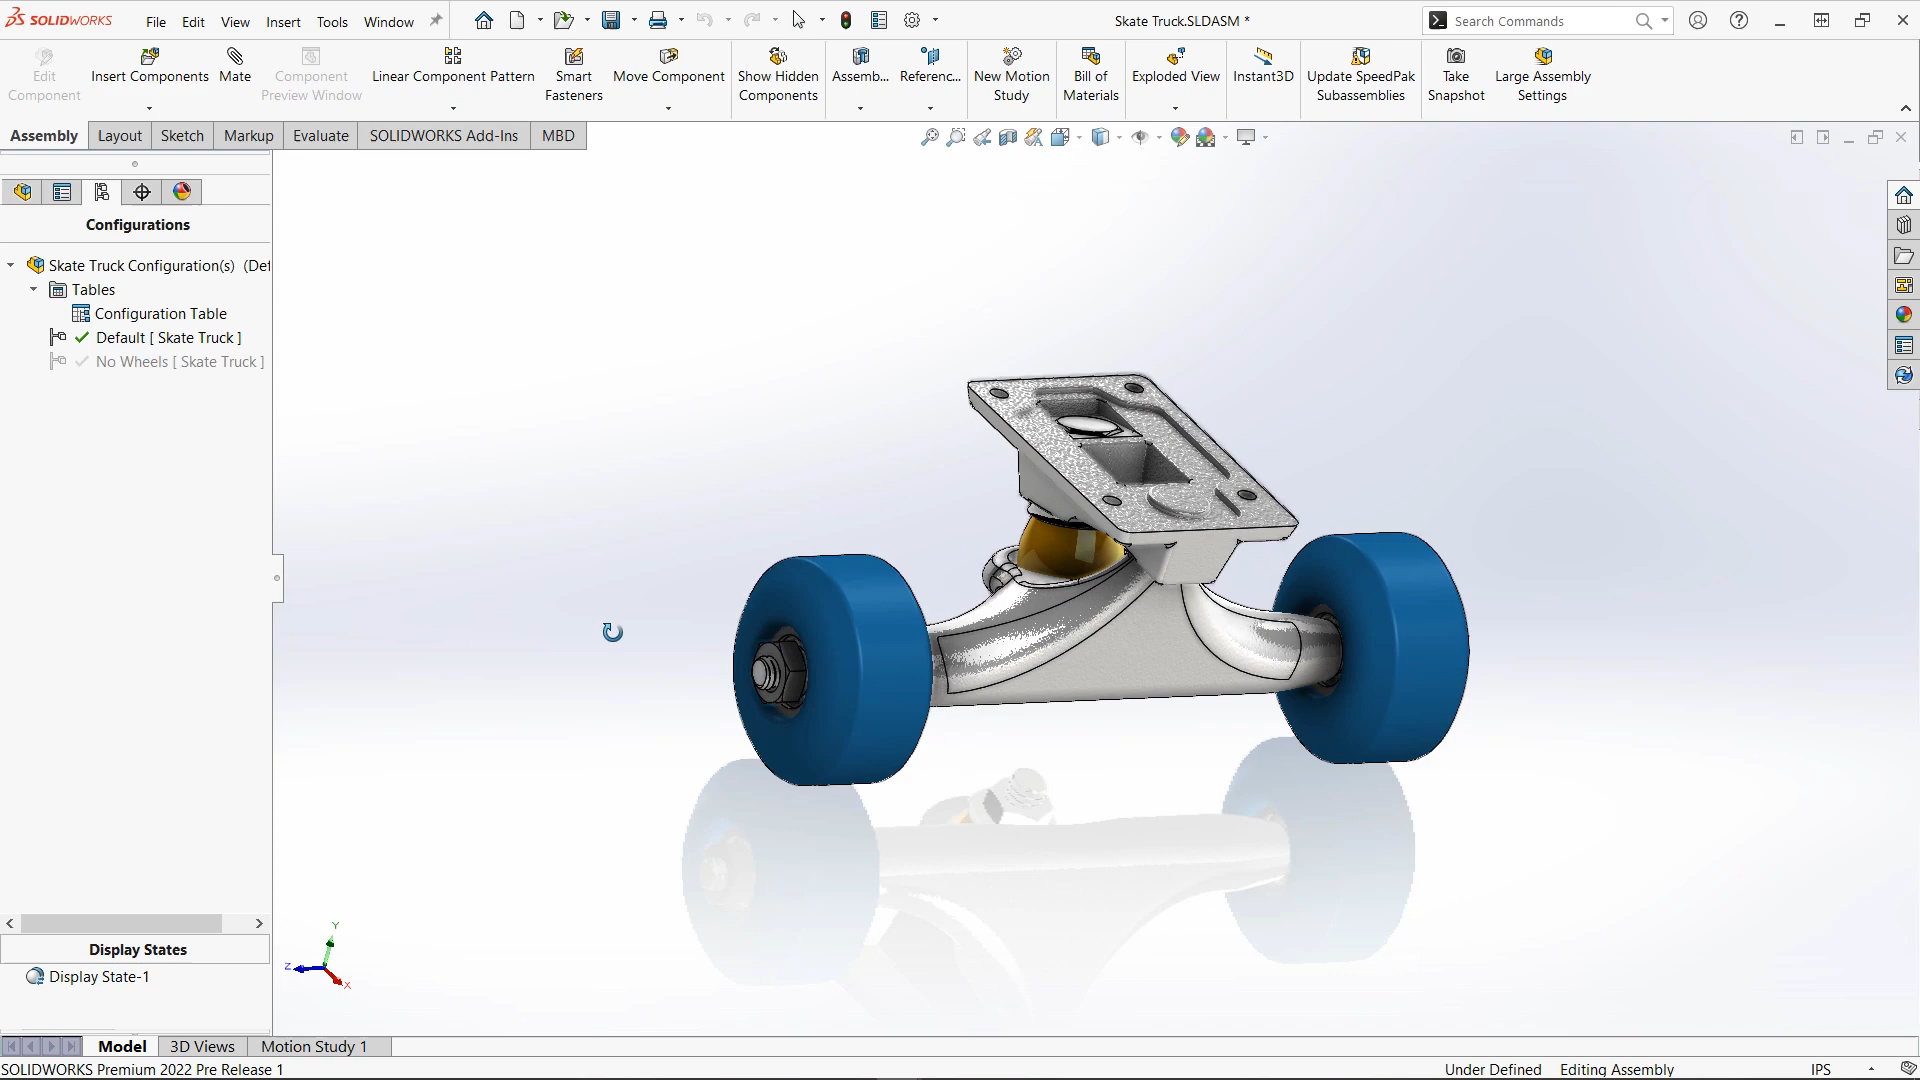 SOLIDWORKS File Edit View Insert Tools Window Skate Truck.SLDASM * Search Commands
Edit Component
Insert Components
Mate
Component Preview Window
Linear Component Pattern
Smart Fasteners
Move Component
Show Hidden Components
Assemb...
Referenc...
New Motion Study
Bill of Materials
Exploded View
Instant3D
Update SpeedPak Subassemblies
Take Snapshot
Large Assembly Settings
Assembly Layout Sketch Markup Evaluate SOLIDWORKS Add-Ins MBD
Configurations
Skate Truck Configuration(s) (Def
Tables
Configuration Table
Default [ Skate Truck ]
No Wheels [ Skate Truck ]
Display States
Display State-1
Y
Z
X
Model 3D Views Motion Study 1
SOLIDWORKS Premium 2022 Pre Release 1 Under Defined Editing Assembly IPS